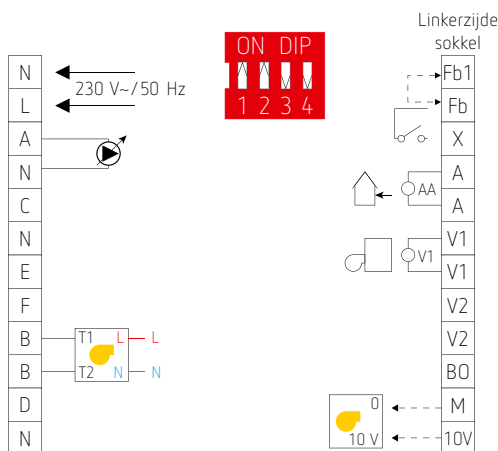 Linkerzijde
sokkel
N
L
A
N
C
N
E
F
B
B
D
N
230 V~/50 Hz
T1 L L
T2 N N
ON DIP
1 2 3 4
Fb1
Fb
X
A
A
V1
V1
V2
V2
BO
M
10V
AA
V1
0
10 V